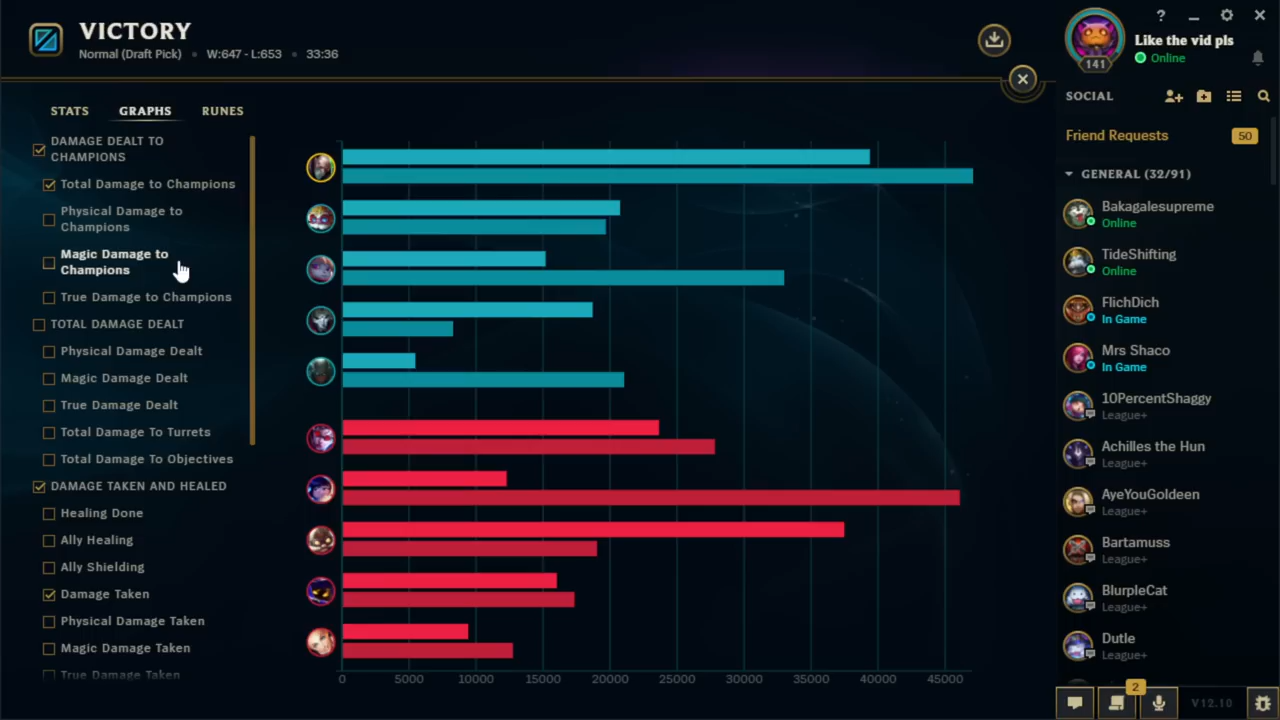 VICTORY
Normal (Draft Pick) • W:647 - L:653 • 33:36
STATS GRAPHS RUNES
DAMAGE DEALT TO
CHAMPIONS
Total Damage to Champions
Physical Damage to
Champions
Magic Damage to
Champions
True Damage to Champions
TOTAL DAMAGE DEALT
Physical Damage Dealt
Magic Damage Dealt
True Damage Dealt
Total Damage To Turrets
Total Damage To Objectives
DAMAGE TAKEN AND HEALED
Healing Done
Ally Healing
Ally Shielding
Damage Taken
Physical Damage Taken
Magic Damage Taken
True Damage Taken
0 5000 10000 15000 20000 25000 30000 35000 40000 45000
?
Like the vid pls
Online
141
SOCIAL
Friend Requests 50
GENERAL (32/91)
Bakagalesupreme
Online
TideShifting
Online
FlichDich
In Game
Mrs Shaco
In Game
10PercentShaggy
League+
Achilles the Hun
League+
AyeYouGoldeen
League+
Bartamuss
League+
BlurpleCat
League+
Dutle
League+
2
V12.10